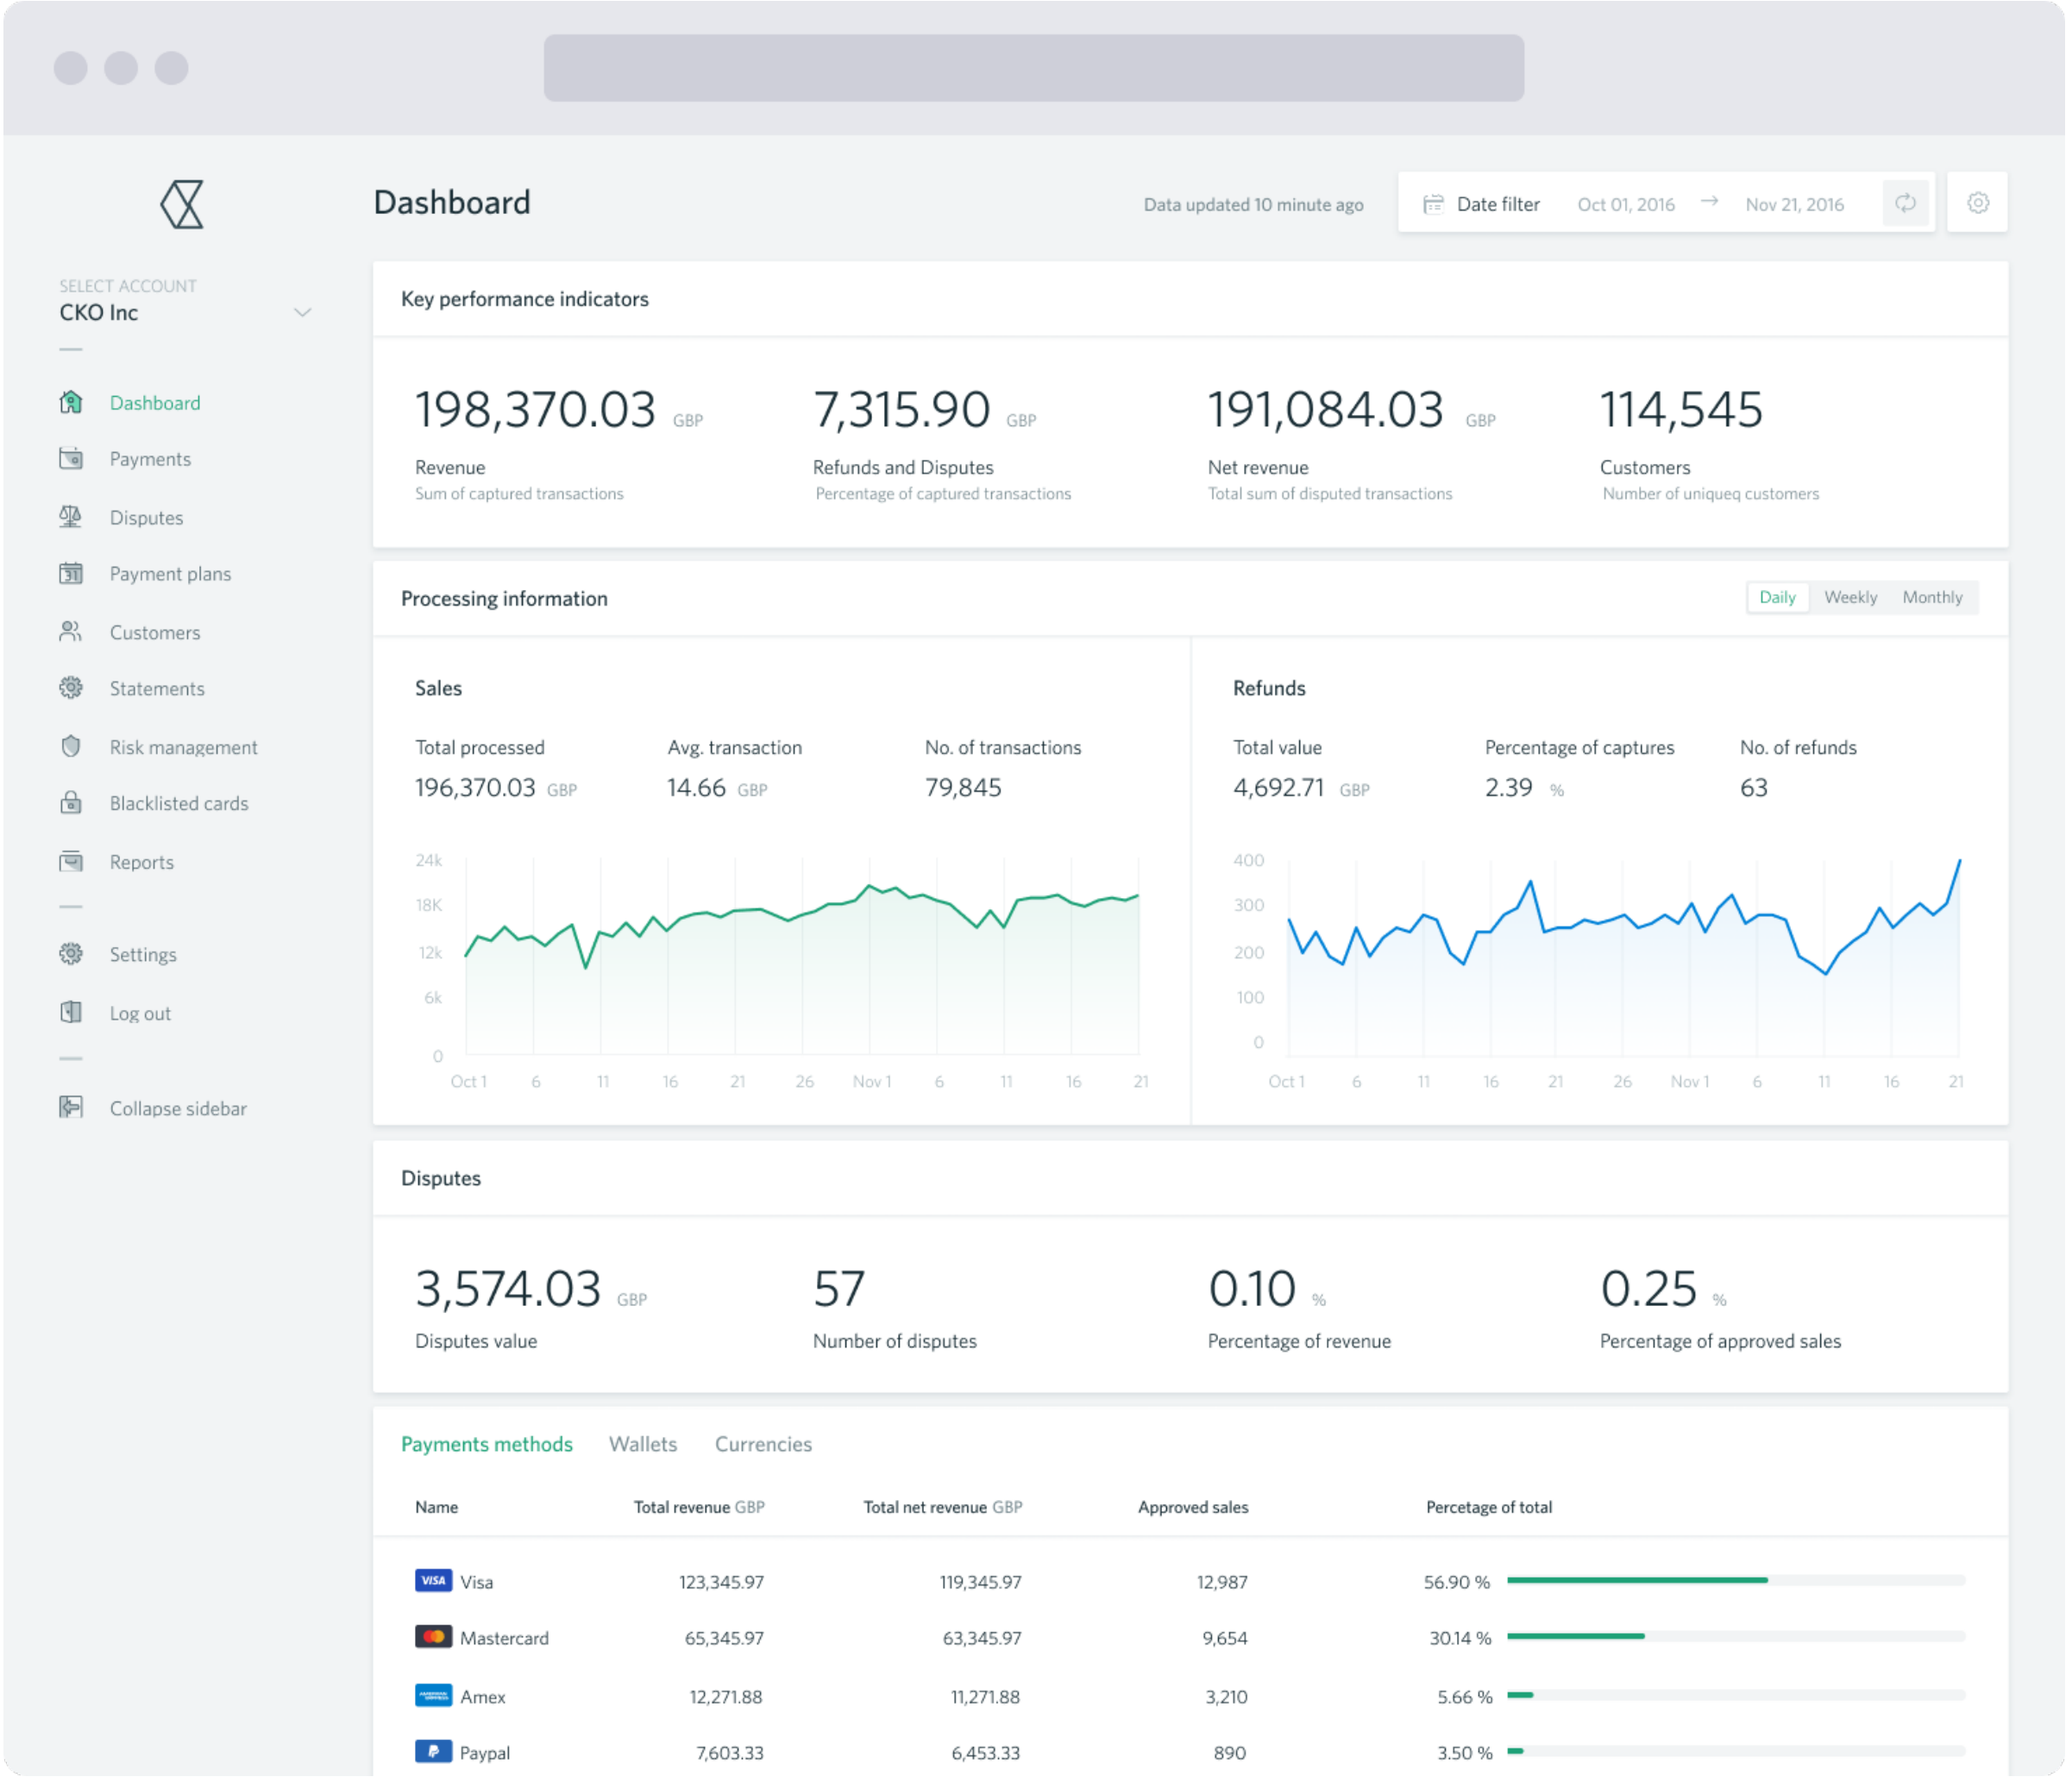 Dashboard
Data updated 10 minute ago
Date filter Oct 01, 2016 → Nov 21, 2016
SELECT ACCOUNT
CKO Inc
Dashboard
Payments
Disputes
31 Payment plans
Customers
Statements
Risk management
Blacklisted cards
Reports
Settings
Log out
Collapse sidebar
Key performance indicators
198,370.03 GBP
Revenue
Sum of captured transactions
7,315.90 GBP
Refunds and Disputes
Percentage of captured transactions
191,084.03 GBP
Net revenue
Total sum of disputed transactions
114,545
Customers
Number of uniqueq customers
Processing information
Daily Weekly Monthly
Sales
Total processed Avg. transaction No. of transactions
196,370.03 GBP 14.66 GBP 79,845
24k
18K
12k
6k
0
Oct 1 6 11 16 21 26 Nov 1 6 11 16 21
Refunds
Total value Percentage of captures No. of refunds
4,692.71 GBP 2.39 % 63
400
300
200
100
0
Oct 1 6 11 16 21 26 Nov 1 6 11 16 21
Disputes
3,574.03 GBP 57 0.10 % 0.25 %
Disputes value Number of disputes Percentage of revenue Percentage of approved sales
Payments methods Wallets Currencies
Name Total revenue GBP Total net revenue GBP Approved sales Percetage of total
VISA Visa 123,345.97 119,345.97 12,987 56.90 %
Mastercard 65,345.97 63,345.97 9,654 30.14 %
AMERICAN EXPRESS Amex 12,271.88 11,271.88 3,210 5.66 %
Paypal 7,603.33 6,453.33 890 3.50 %